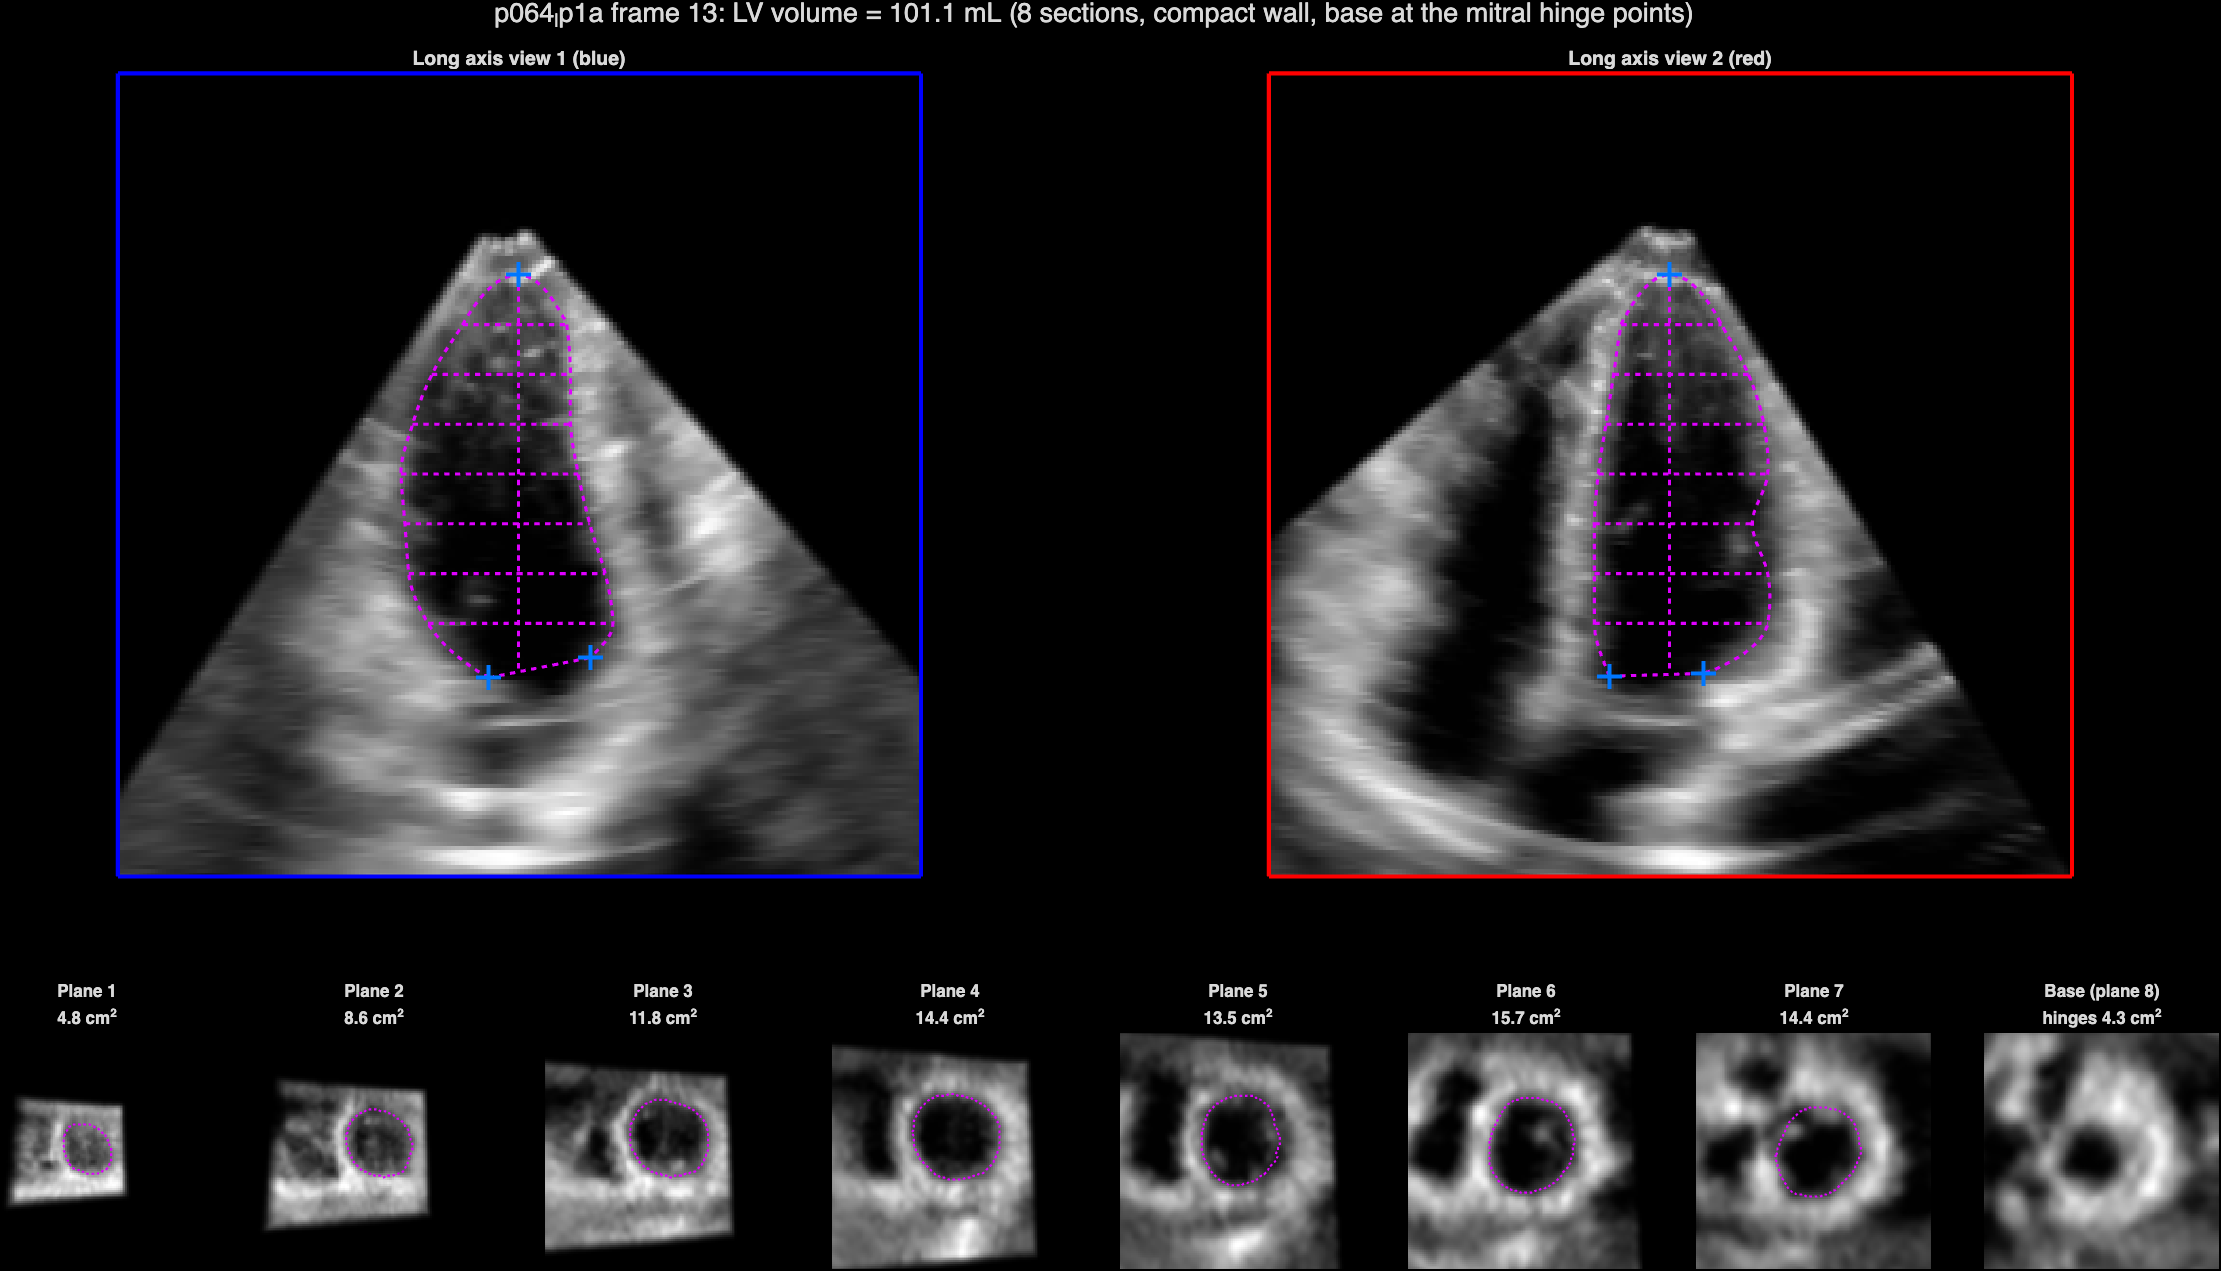 p064|p1a frame 13: LV volume = 101.1 mL (8 sections, compact wall, base at the mitral hinge points)
Long axis view 1 (blue)
Long axis view 2 (red)
Plane 1
4.8 cm²
Plane 2
8.6 cm²
Plane 3
11.8 cm²
Plane 4
14.4 cm²
Plane 5
13.5 cm²
Plane 6
15.7 cm²
Plane 7
14.4 cm²
Base (plane 8)
hinges 4.3 cm²